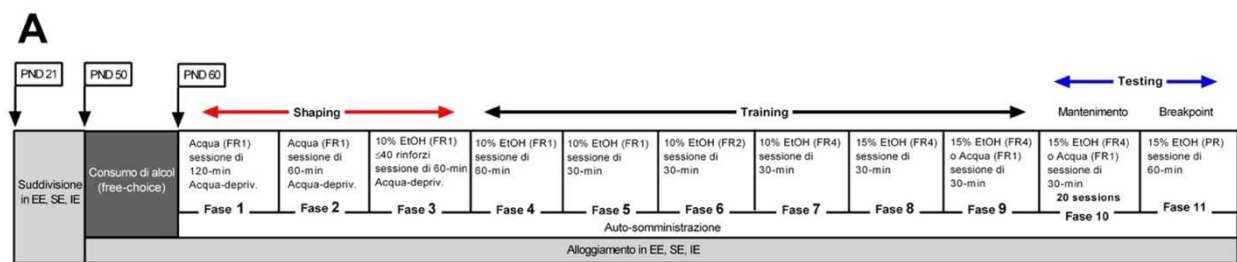 A
PND 21
PND 50
PND 60
Shaping
Training
Testing
Mantenimento
Breakpoint
Suddivisione
in EE, SE, IE
Consumo di alcol
(free-choice)
Acqua (FR1)
sessione di
120-min
Acqua-depriv.
Fase 1
Acqua (FR1)
sessione di
60-min
Acqua-depriv.
Fase 2
10% EtOH (FR1)
≤40 rinforzi
sessione di 60-min
Acqua-depriv.
Fase 3
10% EtOH (FR1)
sessione di
60-min
Fase 4
10% EtOH (FR1)
sessione di
30-min
Fase 5
10% EtOH (FR2)
sessione di
30-min
Fase 6
10% EtOH (FR4)
sessione di
30-min
Fase 7
15% EtOH (FR4)
sessione di
30-min
Fase 8
15% EtOH (FR4)
o Acqua (FR1)
sessione di
30-min
Fase 9
15% EtOH (FR4)
o Acqua (FR1)
sessione di
30-min
20 sessions
Fase 10
15% EtOH (PR)
sessione di
60-min
Fase 11
Auto-somministrazione
Alloggiamento in EE, SE, IE